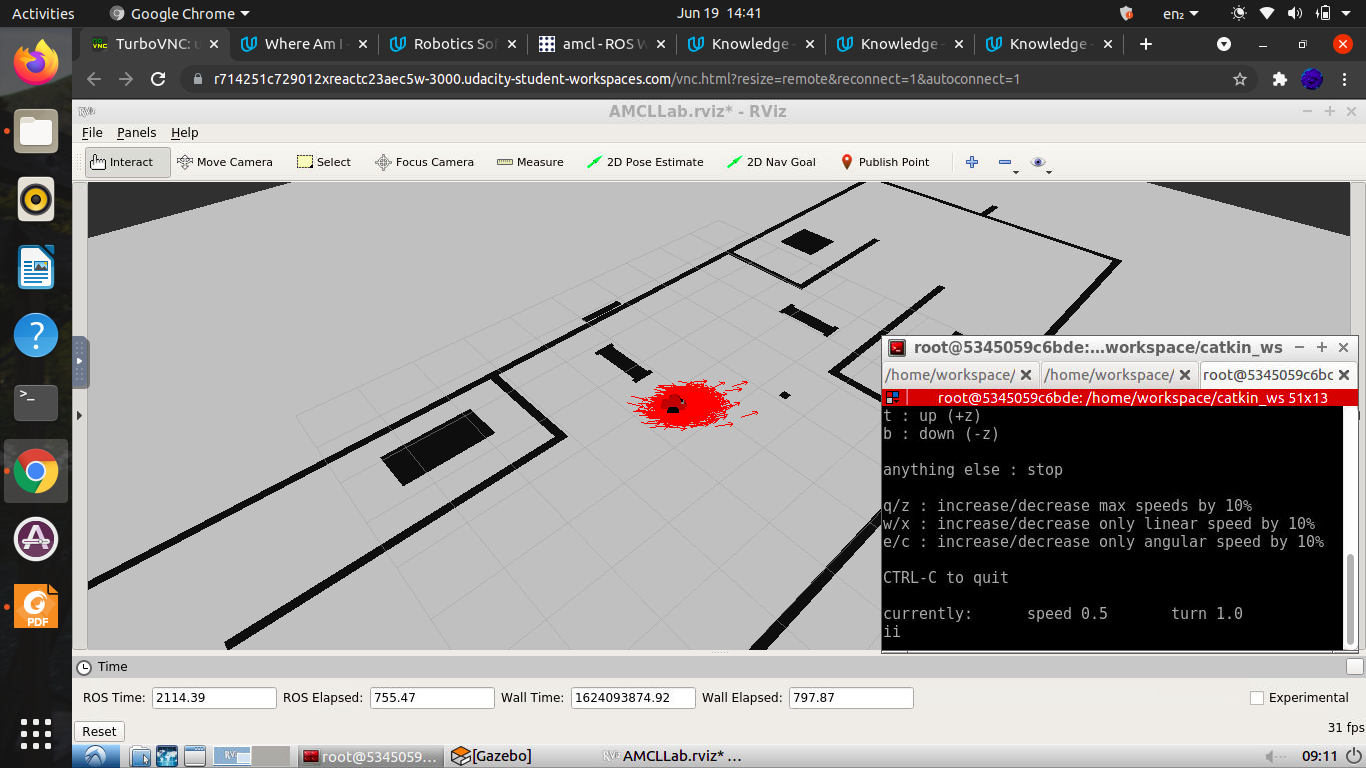 Activities
Google Chrome
Jun 19 14:41
en₂
TurboVNC: u
Where Am I -
Robotics Sof
amcl - ROS W
Knowledge -
Knowledge -
Knowledge -
r714251c729012xreactc23aec5w-3000.udacity-student-workspaces.com/vnc.html?resize=remote&reconnect=1&autoconnect=1
AMCLLab.rviz* - RViz
File Panels Help
Interact
Move Camera
Select
Focus Camera
Measure
2D Pose Estimate
2D Nav Goal
Publish Point
root@5345059c6bde:...workspace/catkin_ws
/home/workspace/
/home/workspace/
root@5345059c6bc
root@5345059c6bde: /home/workspace/catkin_ws 51x13
t : up (+z)
b : down (-z)
anything else : stop
q/z : increase/decrease max speeds by 10%
w/x : increase/decrease only linear speed by 10%
e/c : increase/decrease only angular speed by 10%
CTRL-C to quit
currently: speed 0.5 turn 1.0
ii
Time
ROS Time: 2114.39
ROS Elapsed: 755.47
Wall Time: 1624093874.92
Wall Elapsed: 797.87
Experimental
Reset
31 fps
root@5345059...
[Gazebo]
AMCLLab.rviz* ...
09:11
PDF